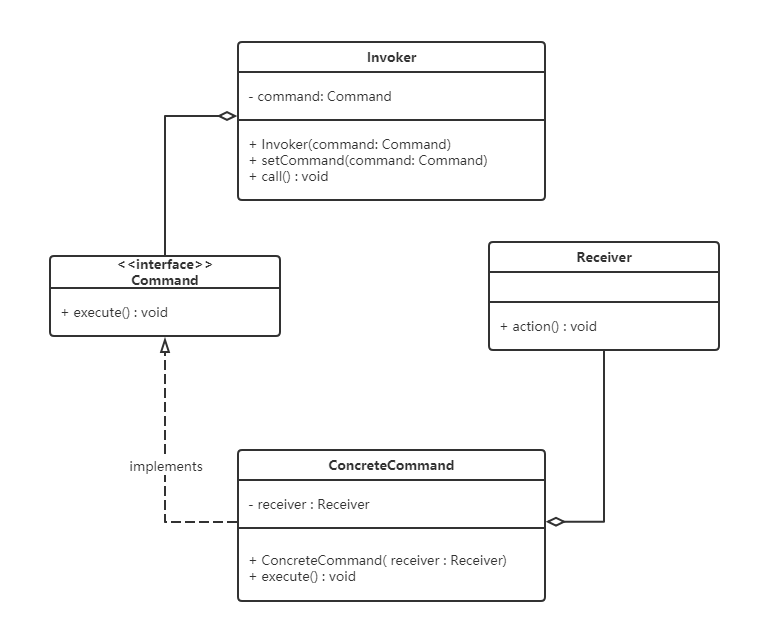 Invoker
- command: Command
+ Invoker(command: Command)
+ setCommand(command: Command)
+ call() : void
<<interface>>
Command
+ execute() : void
Receiver
+ action() : void
implements
ConcreteCommand
- receiver : Receiver
+ ConcreteCommand( receiver : Receiver)
+ execute() : void